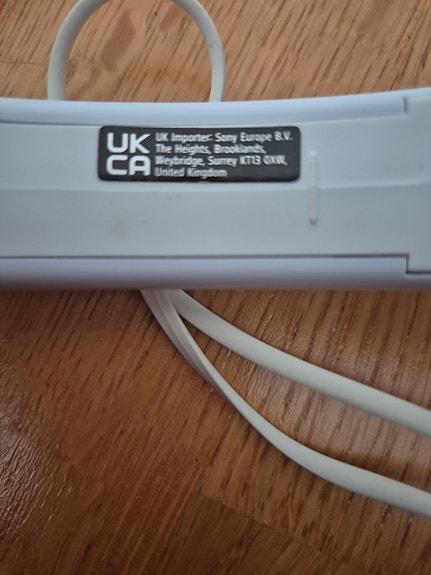 UK
CA
UK Importer: Sony Europe B.V.
The Heights, Brooklands,
Weybridge, Surrey KT13 0XW,
United Kingdom